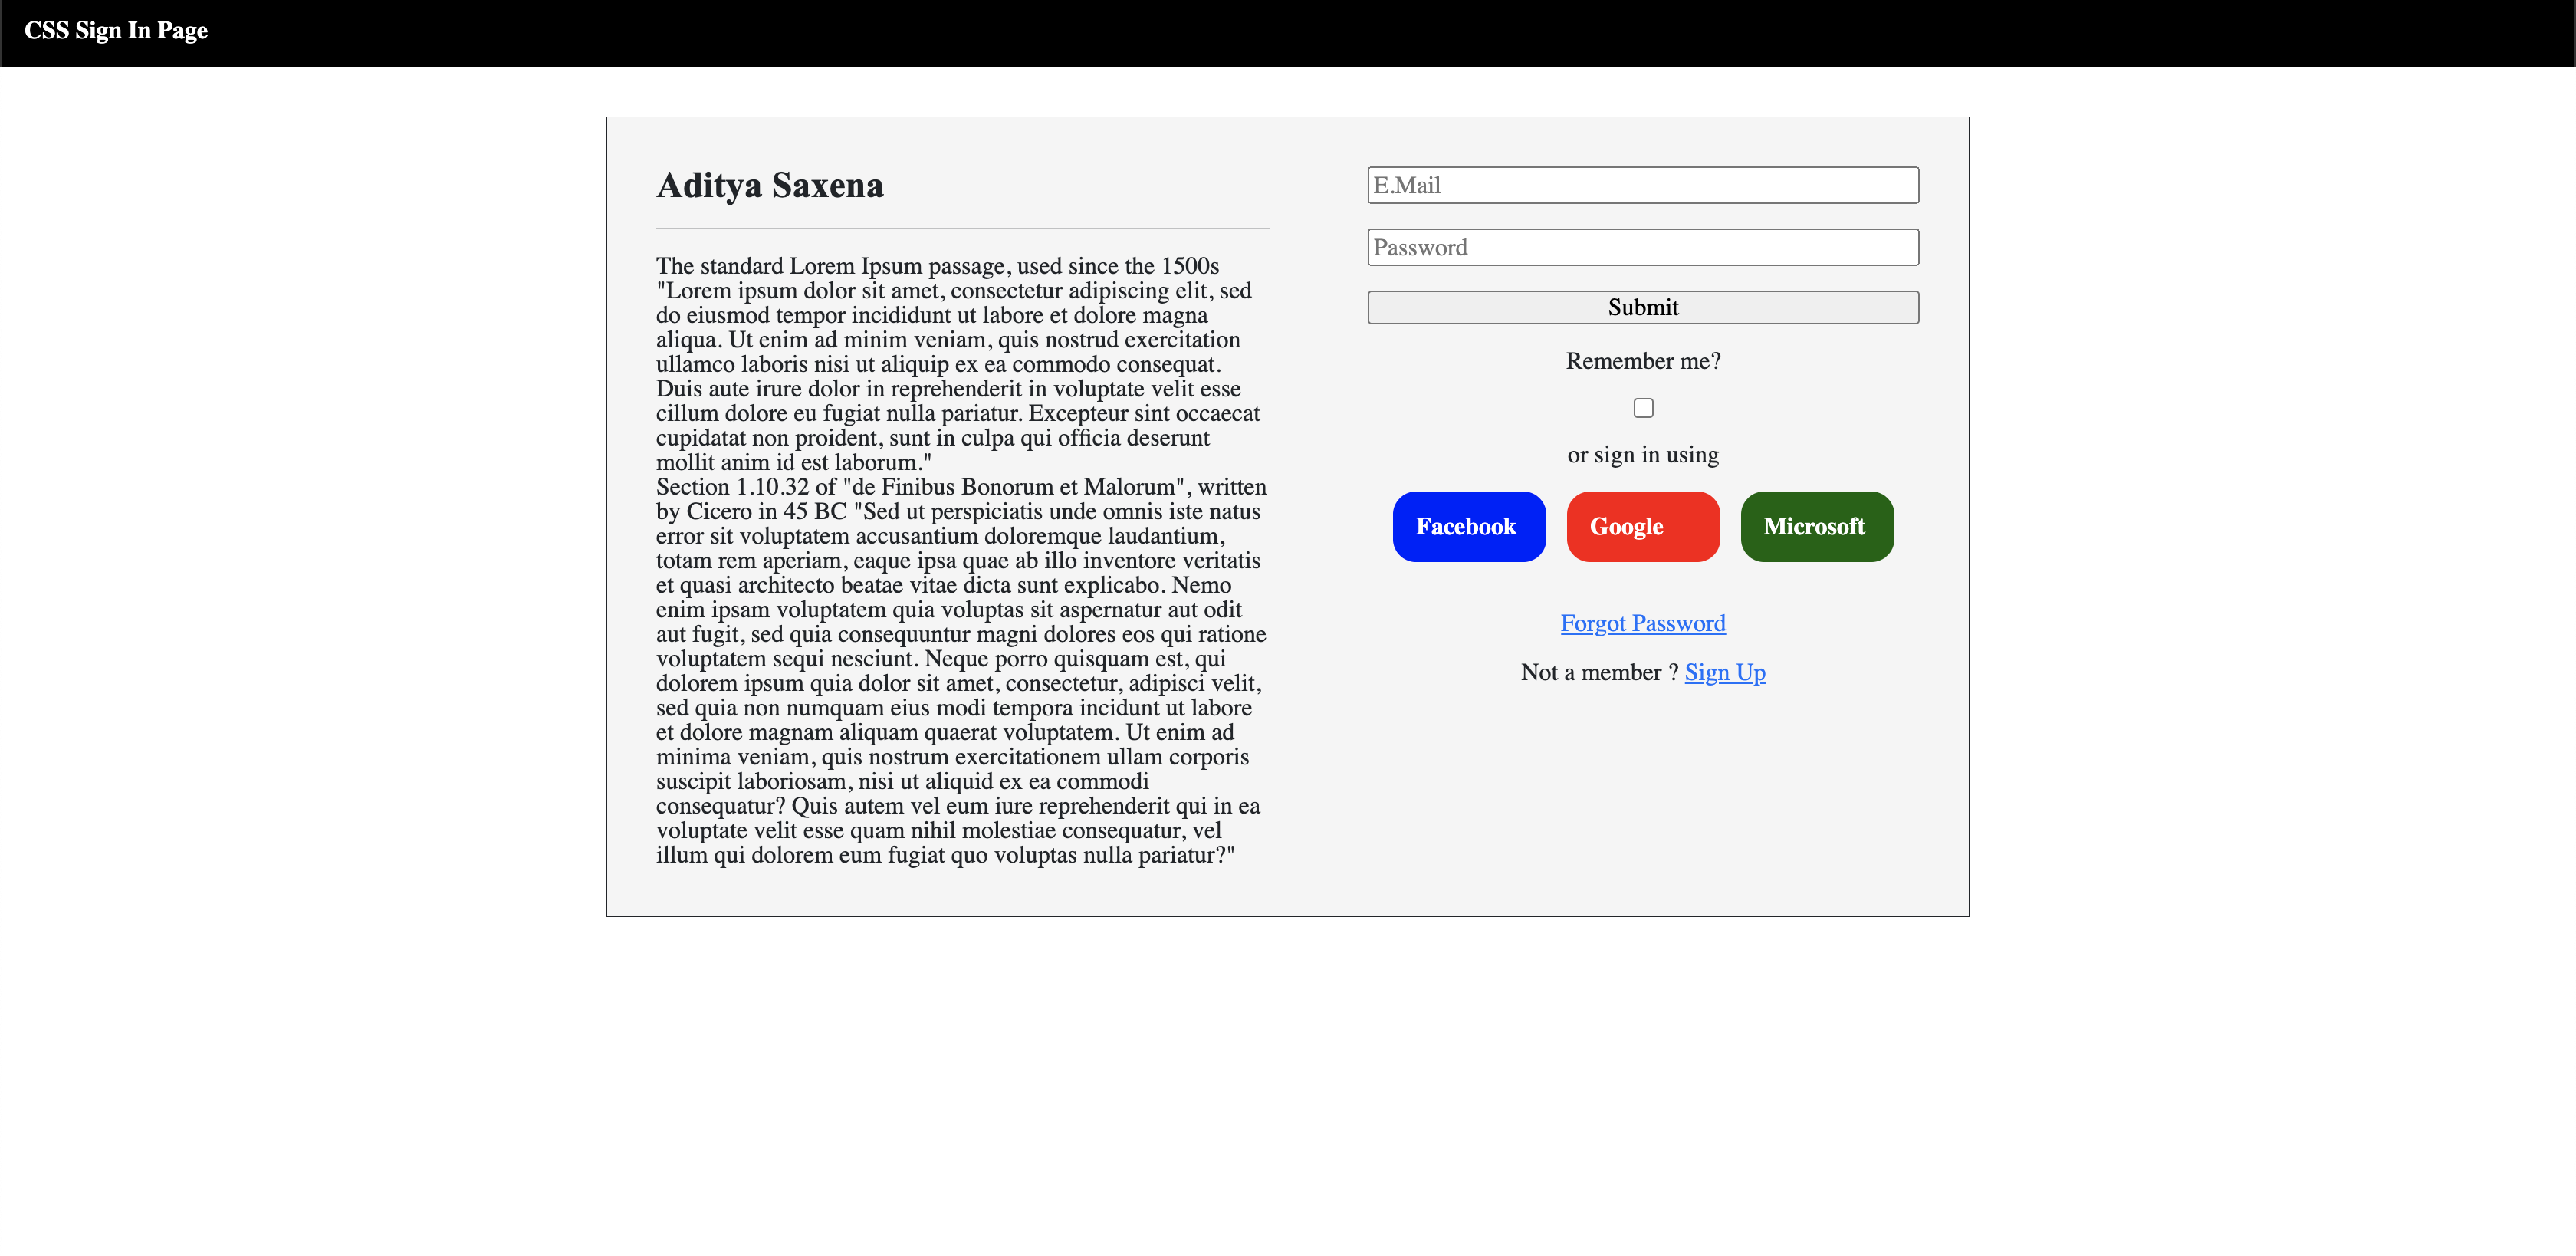 CSS Sign In Page
Aditya Saxena
The standard Lorem Ipsum passage, used since the 1500s
"Lorem ipsum dolor sit amet, consectetur adipiscing elit, sed
do eiusmod tempor incididunt ut labore et dolore magna
aliqua. Ut enim ad minim veniam, quis nostrud exercitation
ullamco laboris nisi ut aliquip ex ea commodo consequat.
Duis aute irure dolor in reprehenderit in voluptate velit esse
cillum dolore eu fugiat nulla pariatur. Excepteur sint occaecat
cupidatat non proident, sunt in culpa qui officia deserunt
mollit anim id est laborum."
Section 1.10.32 of "de Finibus Bonorum et Malorum", written
by Cicero in 45 BC "Sed ut perspiciatis unde omnis iste natus
error sit voluptatem accusantium doloremque laudantium,
totam rem aperiam, eaque ipsa quae ab illo inventore veritatis
et quasi architecto beatae vitae dicta sunt explicabo. Nemo
enim ipsam voluptatem quia voluptas sit aspernatur aut odit
aut fugit, sed quia consequuntur magni dolores eos qui ratione
voluptatem sequi nesciunt. Neque porro quisquam est, qui
dolorem ipsum quia dolor sit amet, consectetur, adipisci velit,
sed quia non numquam eius modi tempora incidunt ut labore
et dolore magnam aliquam quaerat voluptatem. Ut enim ad
minima veniam, quis nostrum exercitationem ullam corporis
suscipit laboriosam, nisi ut aliquid ex ea commodi
consequatur? Quis autem vel eum iure reprehenderit qui in ea
voluptate velit esse quam nihil molestiae consequatur, vel
illum qui dolorem eum fugiat quo voluptas nulla pariatur?"
E.Mail
Password
Submit
Remember me?
or sign in using
Facebook
Google
Microsoft
Forgot Password
Not a member ? Sign Up